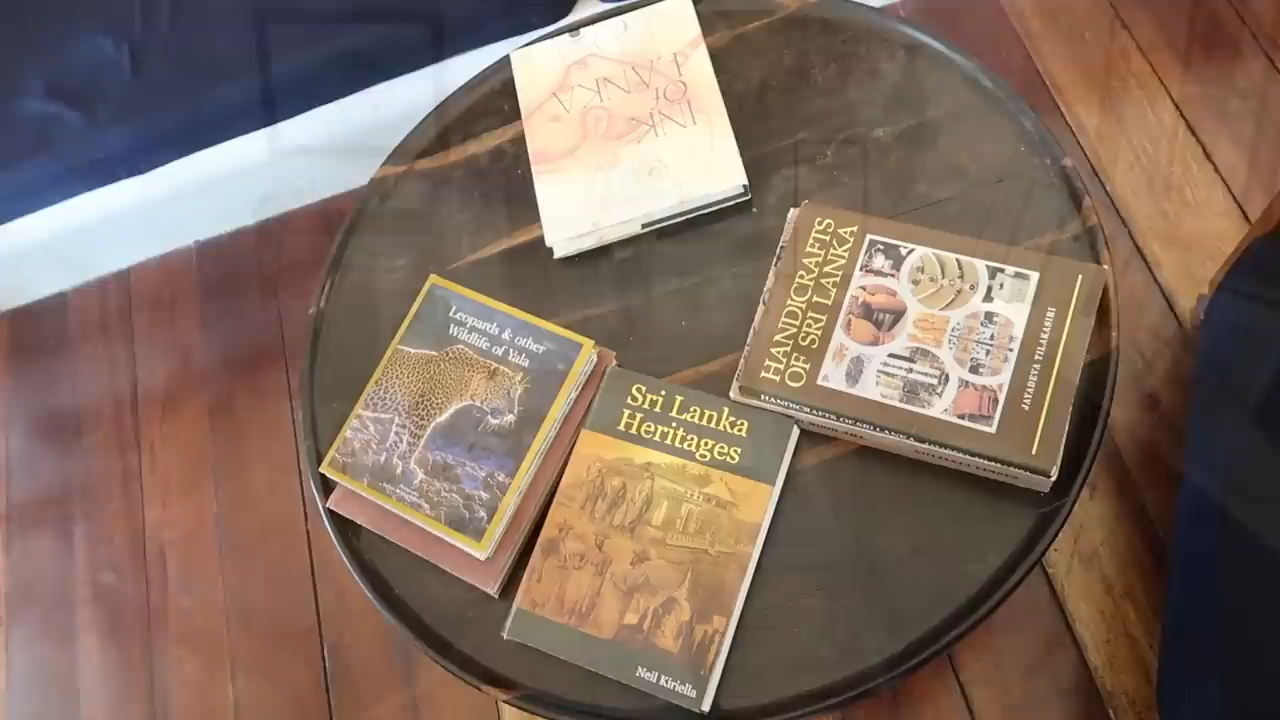 INK
OF
LANKA
Leopards & other
Wildlife of Yala
Sri Lanka
Heritages
Neil Kiriella
HANDICRAFTS
OF SRI LANKA
JAYADEVA TILAKASIRI
HANDICRAFTS OF SRI LANKA